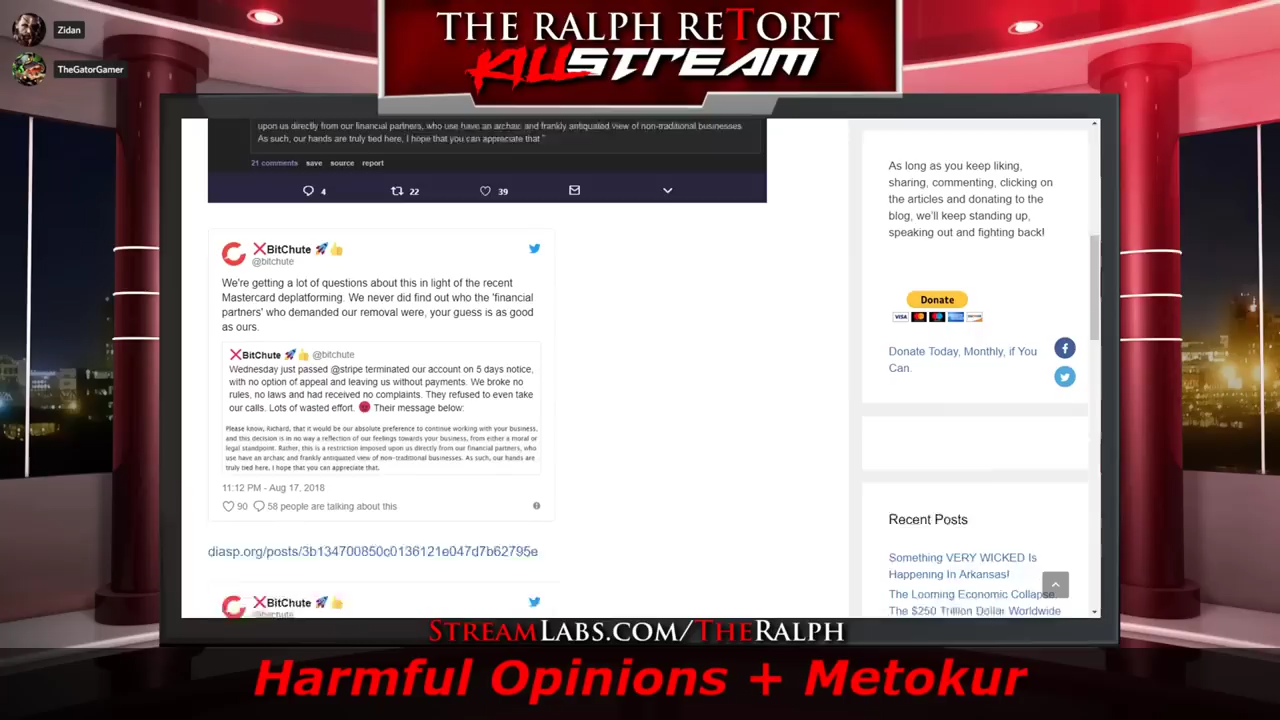 Zidan
TheGatorGamer
THE RALPH RETORT
KILLSTREAM
upon us directly from our financial partners, who use have an archaic and frankly antiquated view of non-traditional businesses
As such, our hands are truly tied here, I hope that you can appreciate that "
21 comments save source report
4 22 39
BitChute
@bitchute
We're getting a lot of questions about this in light of the recent
Mastercard deplatforming. We never did find out who the 'financial
partners' who demanded our removal were, your guess is as good
as ours.
BitChute @bitchute
Wednesday just passed @stripe terminated our account on 5 days notice,
with no option of appeal and leaving us without payments. We broke no
rules, no laws and had received no complaints. They refused to even take
our calls. Lots of wasted effort. Their message below:
Please know, Richard, that it would be our absolute preference to continue working with your business,
and this decision is in no way a reflection of our feelings towards your business, from either a moral or
legal standpoint. Rather, this is a restriction imposed upon us directly from our financial partners, who
use have an archaic and frankly antiquated view of non-traditional businesses. As such, our hands are
truly tied here, I hope that you can appreciate that.
11:12 PM - Aug 17, 2018
90 58 people are talking about this
diasp.org/posts/3b134700850c0136121e047d7b62795e
BitChute
@bitchute
As long as you keep liking,
sharing, commenting, clicking on
the articles and donating to the
blog, we'll keep standing up,
speaking out and fighting back!
Donate
VISA
Donate Today, Monthly, if You
Can.
Recent Posts
Something VERY WICKED Is
Happening In Arkansas!
The Looming Economic Collapse
The $250 Trillion Dollar Worldwide
STREAMLABS.COM/THERALPH
Harmful Opinions + Metokur